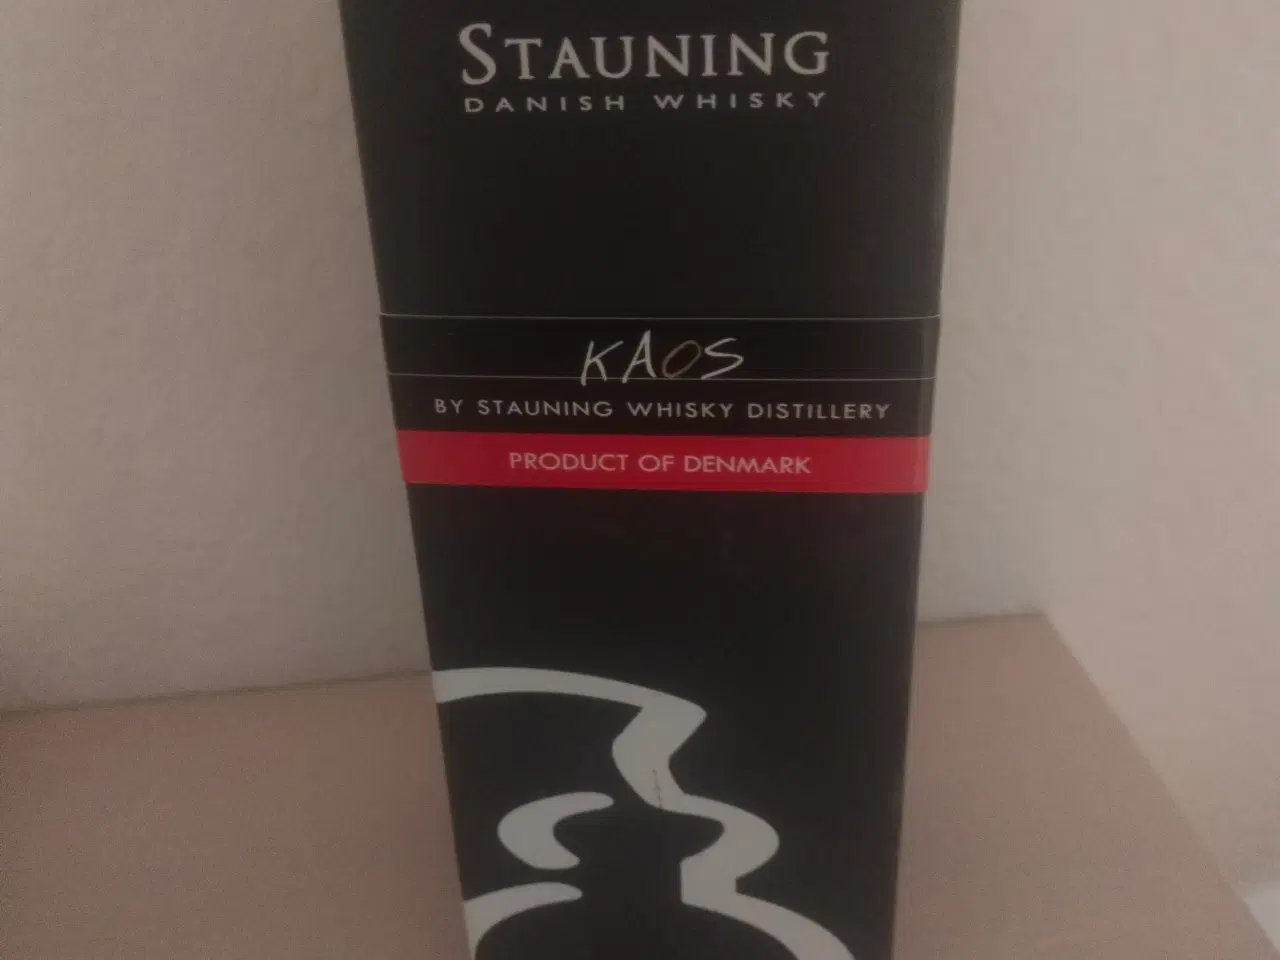 STAUNING
DANISH WHISKY
KAOS
BY STAUNING WHISKY DISTILLERY
PRODUCT OF DENMARK